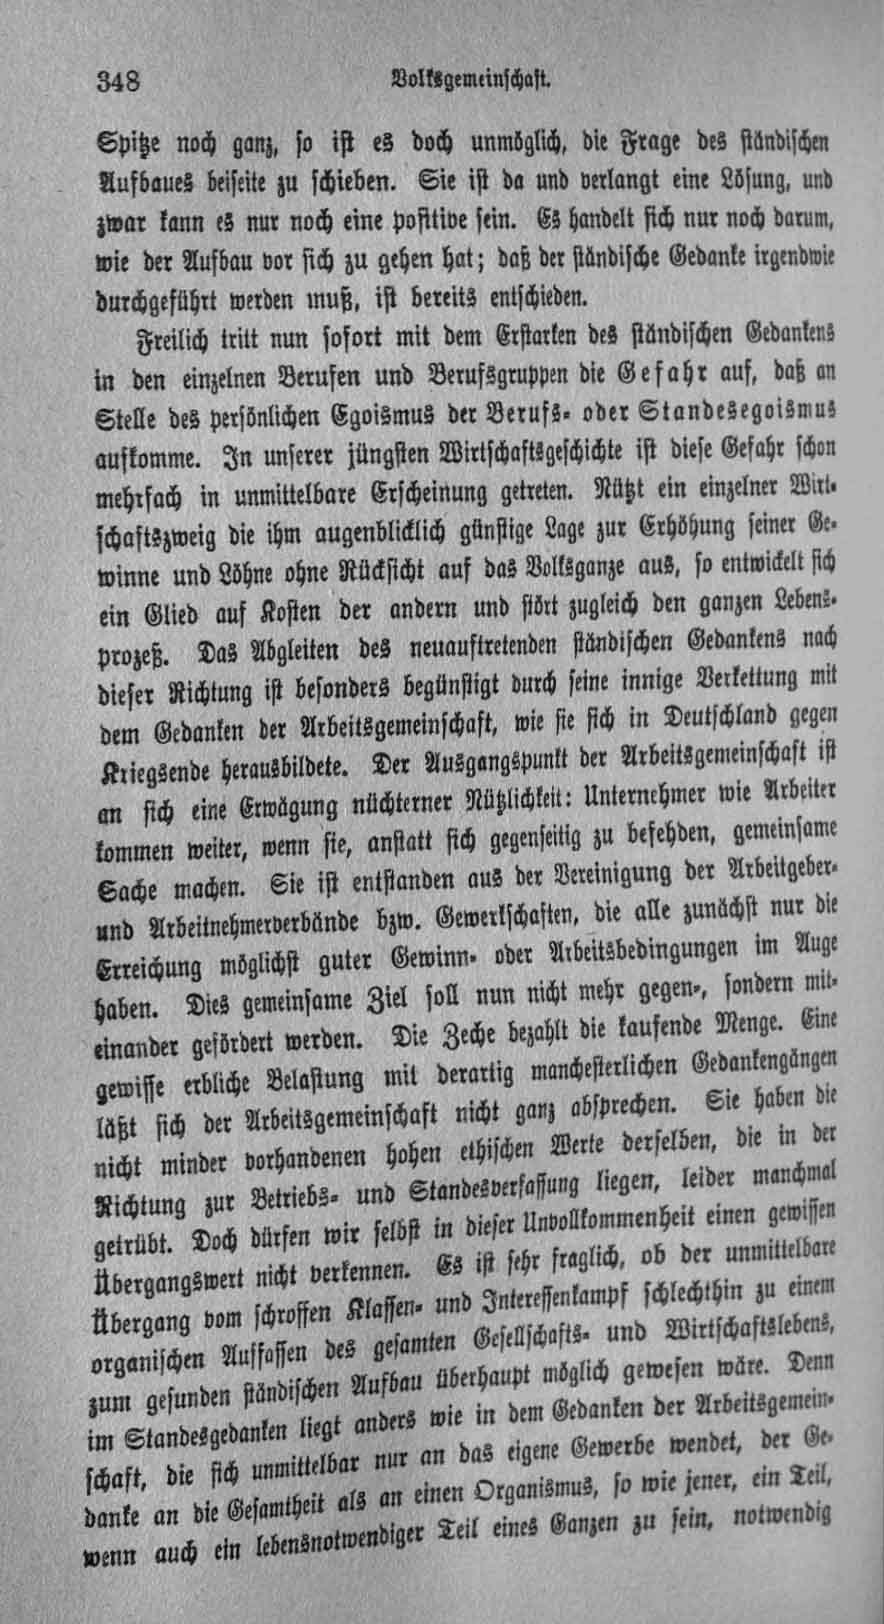 348 Volksgemeinschaft.
Spitze noch ganz, so ist es doch unmöglich, die Frage des ständischen
Aufbaues beiseite zu schieben. Sie ist da und verlangt eine Lösung, und
zwar kann es nur noch eine positive sein. Es handelt sich nur noch darum,
wie der Aufbau vor sich zu gehen hat; daß der ständische Gedanke irgendwie
durchgeführt werden muß, ist bereits entschieden.
Freilich tritt nun sofort mit dem Erstarken des ständischen Gedankens
in den einzelnen Berufen und Berufsgruppen die Gefahr auf, daß an
Stelle des persönlichen Egoismus der Berufs- oder Standesegoismus
aufkomme. In unserer jüngsten Wirtschaftsgeschichte ist diese Gefahr schon
mehrfach in unmittelbare Erscheinung getreten. Nützt ein einzelner Wirt-
schaftszweig die ihm augenblicklich günstige Lage zur Erhöhung seiner Ge-
winne und Löhne ohne Rücksicht auf das Volksganze aus, so entwickelt sich
ein Glied auf Kosten der andern und stört zugleich den ganzen Lebens-
prozeß. Das Abgleiten des neuauftretenden ständischen Gedankens nach
dieser Richtung ist besonders begünstigt durch seine innige Verkettung mit
dem Gedanken der Arbeitsgemeinschaft, wie sie sich in Deutschland gegen
Kriegsende herausbildete. Der Ausgangspunkt der Arbeitsgemeinschaft ist
an sich eine Erwägung nüchterner Nützlichkeit: Unternehmer wie Arbeiter
kommen weiter, wenn sie, anstatt sich gegenseitig zu befehden, gemeinsame
Sache machen. Sie ist entstanden aus der Vereinigung der Arbeitgeber-
und Arbeitnehmerverbände bzw. Gewerkschaften, die alle zunächst nur die
Erreichung möglichst guter Gewinn- oder Arbeitsbedingungen im Auge
haben. Dies gemeinsame Ziel soll nun nicht mehr gegen-, sondern mit-
einander gefördert werden. Die Zeche bezahlt die kaufende Menge. Eine
gewisse erbliche Belastung mit derartig manchesterlichen Gedankengängen
läßt sich der Arbeitsgemeinschaft nicht ganz absprechen. Sie haben die
nicht minder vorhandenen hohen ethischen Werte derselben, die in der
Richtung zur Betriebs- und Standesverfassung liegen, leider manchmal
getrübt. Doch dürfen wir selbst in dieser Unvollkommenheit einen gewissen
Übergangswert nicht verkennen. Es ist sehr fraglich, ob der unmittelbare
Übergang vom schroffen Klassen- und Interessenkampf schlechthin zu einem
organischen Auffassen des gesamten Gesellschafts- und Wirtschaftslebens,
zum gesunden ständischen Aufbau überhaupt möglich gewesen wäre. Denn
im Standesgedanken liegt anders wie in dem Gedanken der Arbeitsgemein-
schaft, die sich unmittelbar nur an das eigene Gewerbe wendet, der Ge-
danke an die Gesamtheit als an einen Organismus, so wie jener, ein Teil,
wenn auch ein lebensnotwendiger Teil eines Ganzen zu sein, notwendig